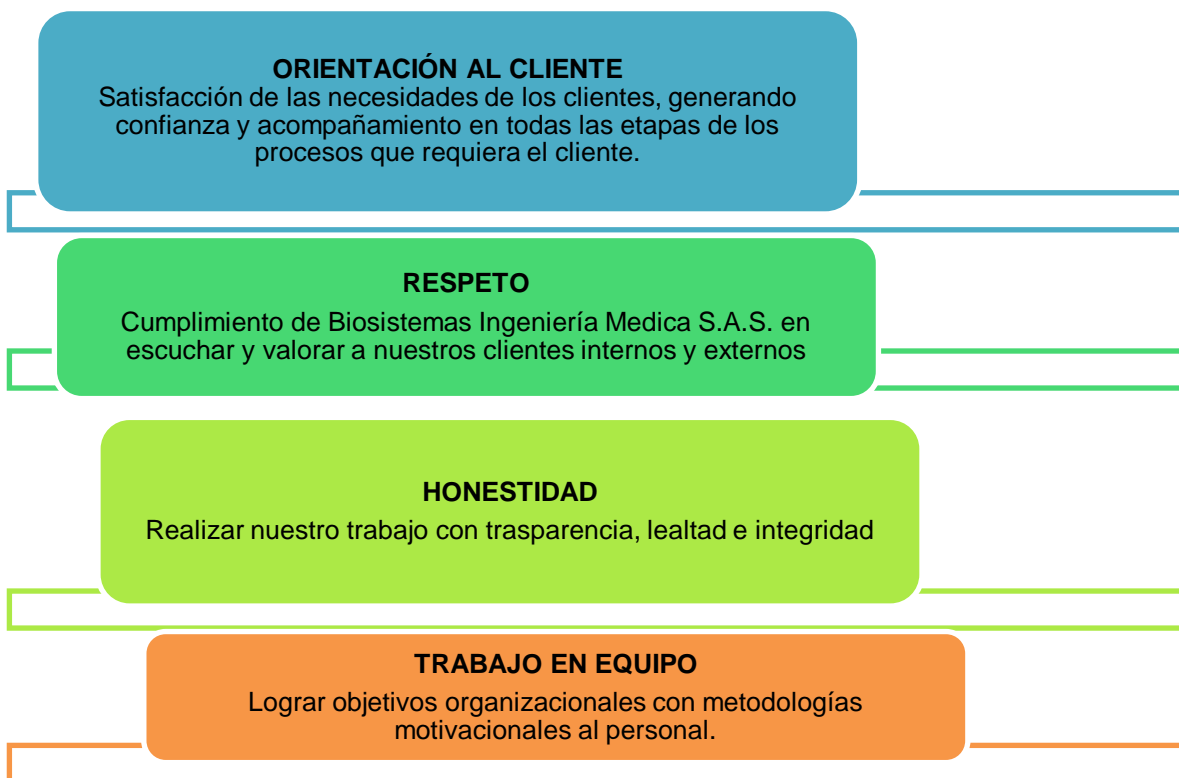 ORIENTACIÓN AL CLIENTE
Satisfacción de las necesidades de los clientes, generando
confianza y acompañamiento en todas las etapas de los
procesos que requiera el cliente.
RESPETO
Cumplimiento de Biosistemas Ingeniería Medica S.A.S. en
escuchar y valorar a nuestros clientes internos y externos
HONESTIDAD
Realizar nuestro trabajo con trasparencia, lealtad e integridad
TRABAJO EN EQUIPO
Lograr objetivos organizacionales con metodologías
motivacionales al personal.